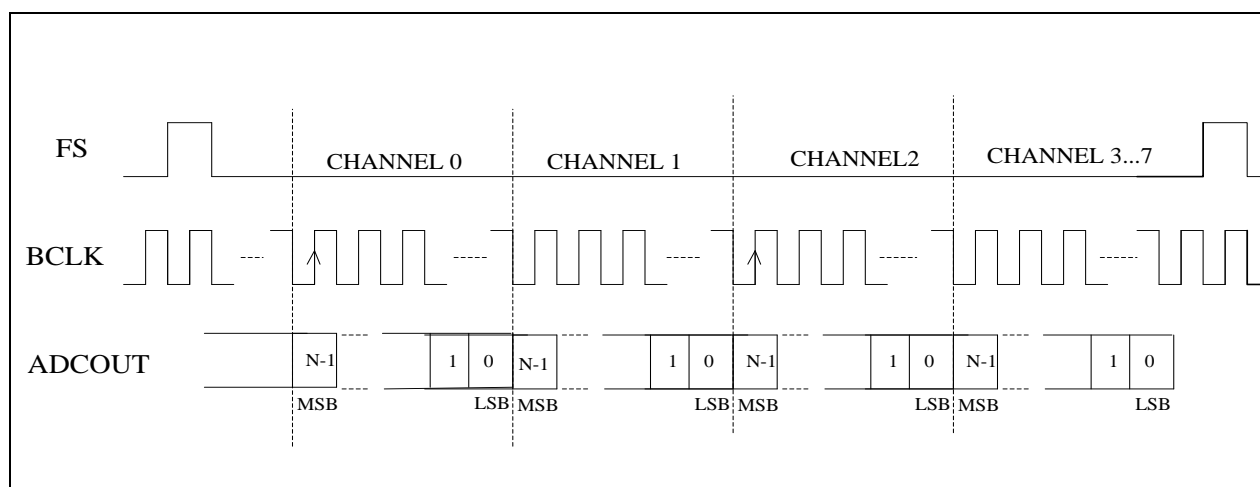 FS
CHANNEL 0
CHANNEL 1
CHANNEL2
CHANNEL 3...7
BCLK
ADCOUT
N-1 1 0 N-1 1 0 N-1 1 0 N-1 1 0
MSB LSB MSB LSB MSB LSB MSB LSB